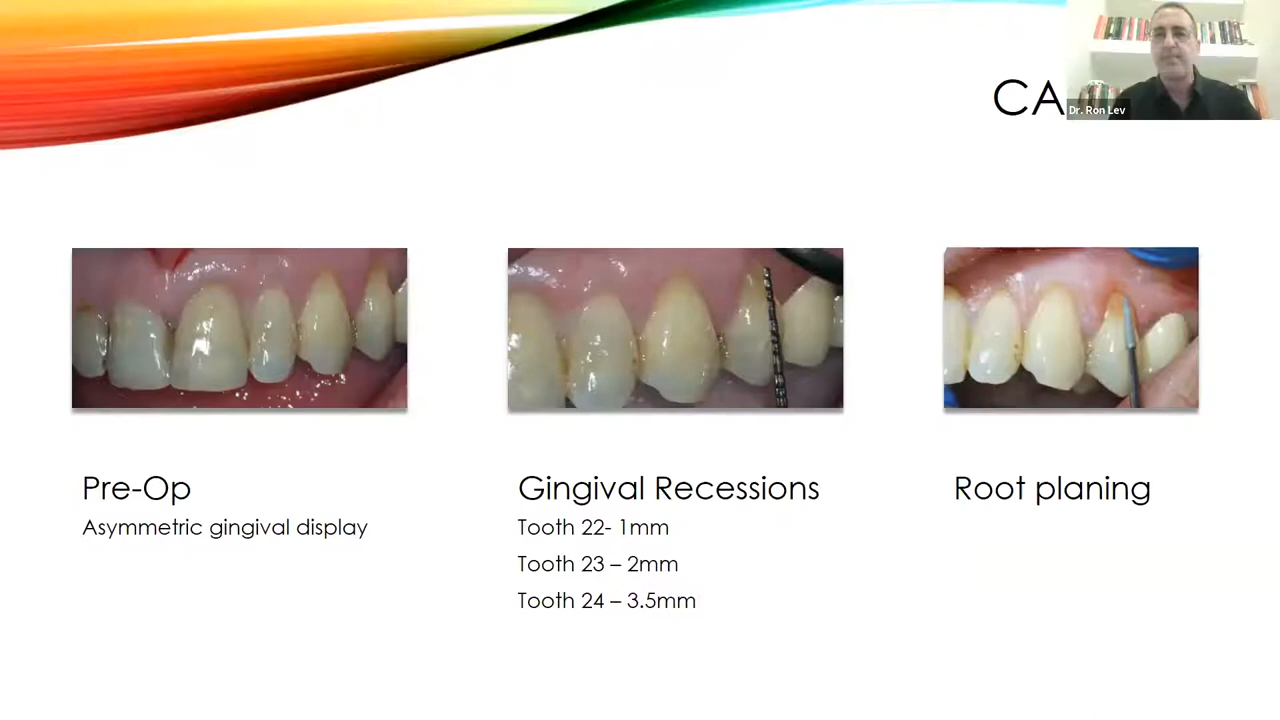 CA
Dr. Ron Lev
Pre-Op
Asymmetric gingival display
Gingival Recessions
Tooth 22- 1mm
Tooth 23 – 2mm
Tooth 24 – 3.5mm
Root planing